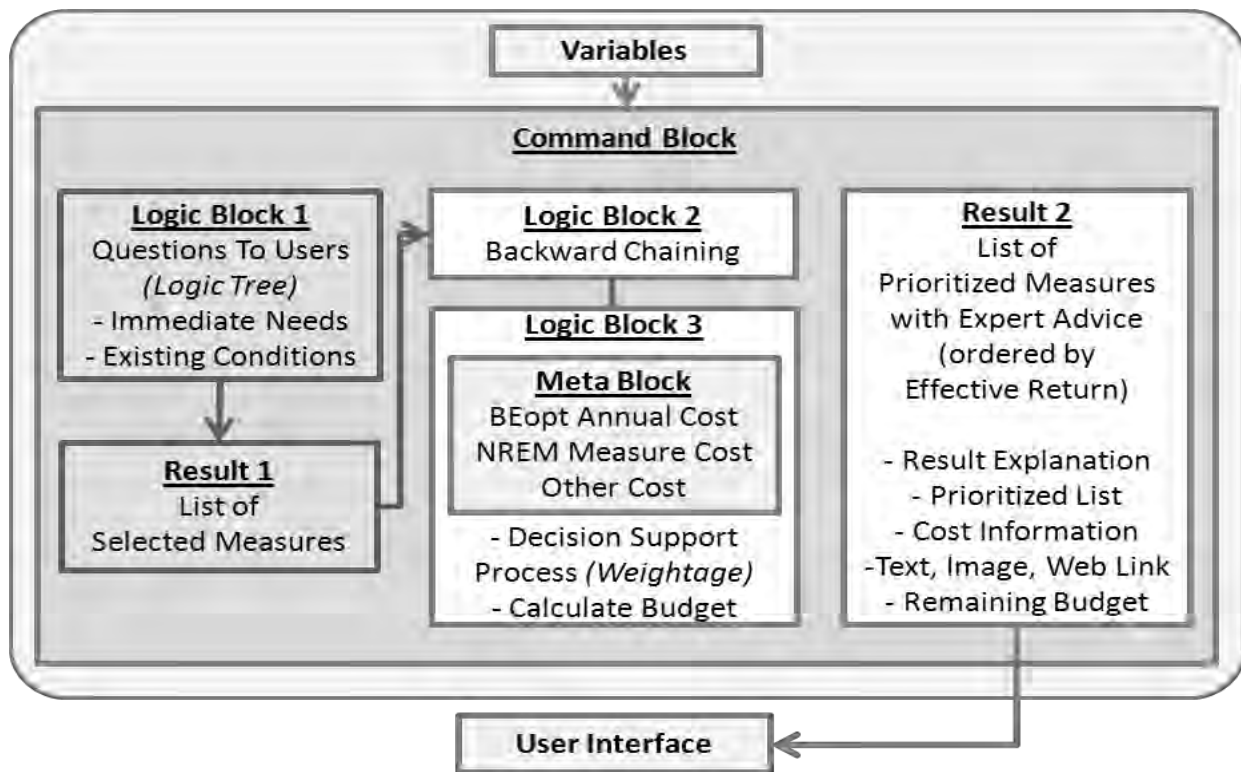 Variables
Command Block
Logic Block 1
Questions To Users
(Logic Tree)
- Immediate Needs
- Existing Conditions
Result 1
List of
Selected Measures
Logic Block 2
Backward Chaining
Logic Block 3
Meta Block
BEopt Annual Cost
NREM Measure Cost
Other Cost
- Decision Support
Process (Weightage)
- Calculate Budget
Result 2
List of
Prioritized Measures
with Expert Advice
(ordered by
Effective Return)
- Result Explanation
- Prioritized List
- Cost Information
-Text, Image, Web Link
- Remaining Budget
User Interface